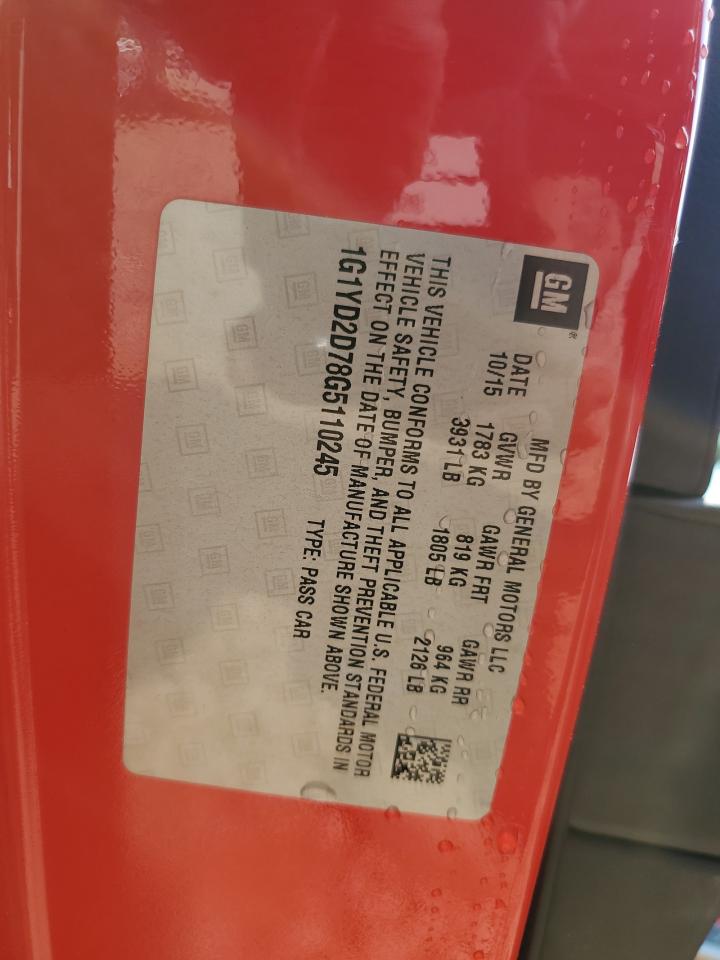 GM®
MFD BY GENERAL MOTORS LLC
DATE GVWR GAWR FRT GAWR RR
10/15 1783 KG 819 KG 964 KG
3931 LB 1805 LB 2126 LB
THIS VEHICLE CONFORMS TO ALL APPLICABLE U.S. FEDERAL MOTOR
VEHICLE SAFETY, BUMPER, AND THEFT PREVENTION STANDARDS IN
EFFECT ON THE DATE OF MANUFACTURE SHOWN ABOVE.
1G1YD2D78G5110245 TYPE: PASS CAR